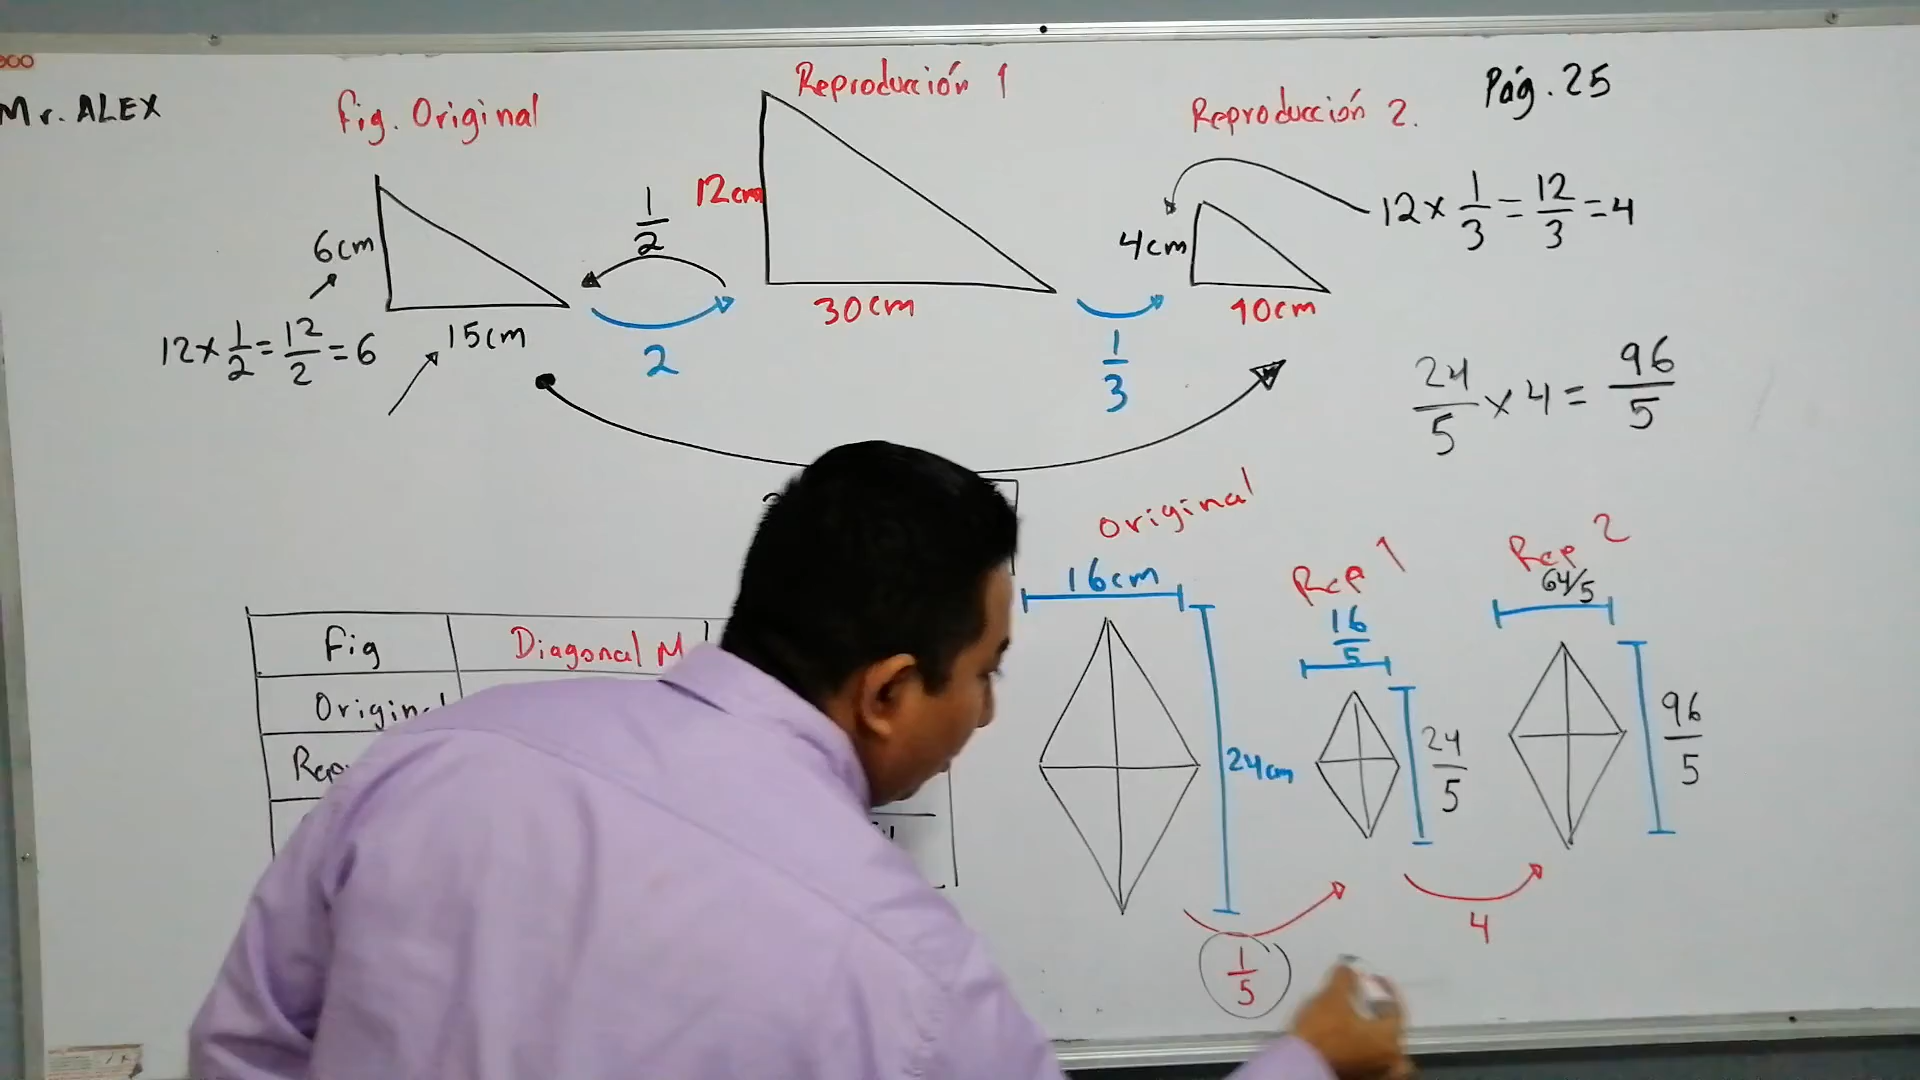 Mr. ALEX
Fig. Original
Reproducción 1
Reproducción 2.
Pág. 25
6cm
15cm
12 x 1/2 = 12/2 = 6
1/2
2
12cm
30cm
1/3
4cm
10cm
12 x 1/3 = 12/3 = 4
24/5 x 4 = 96/5
Fig
Diagonal M
Original
Rep
Original
16cm
24cm
Rep 1
16/5
24/5
Rep 2
64/5
96/5
1/5
4